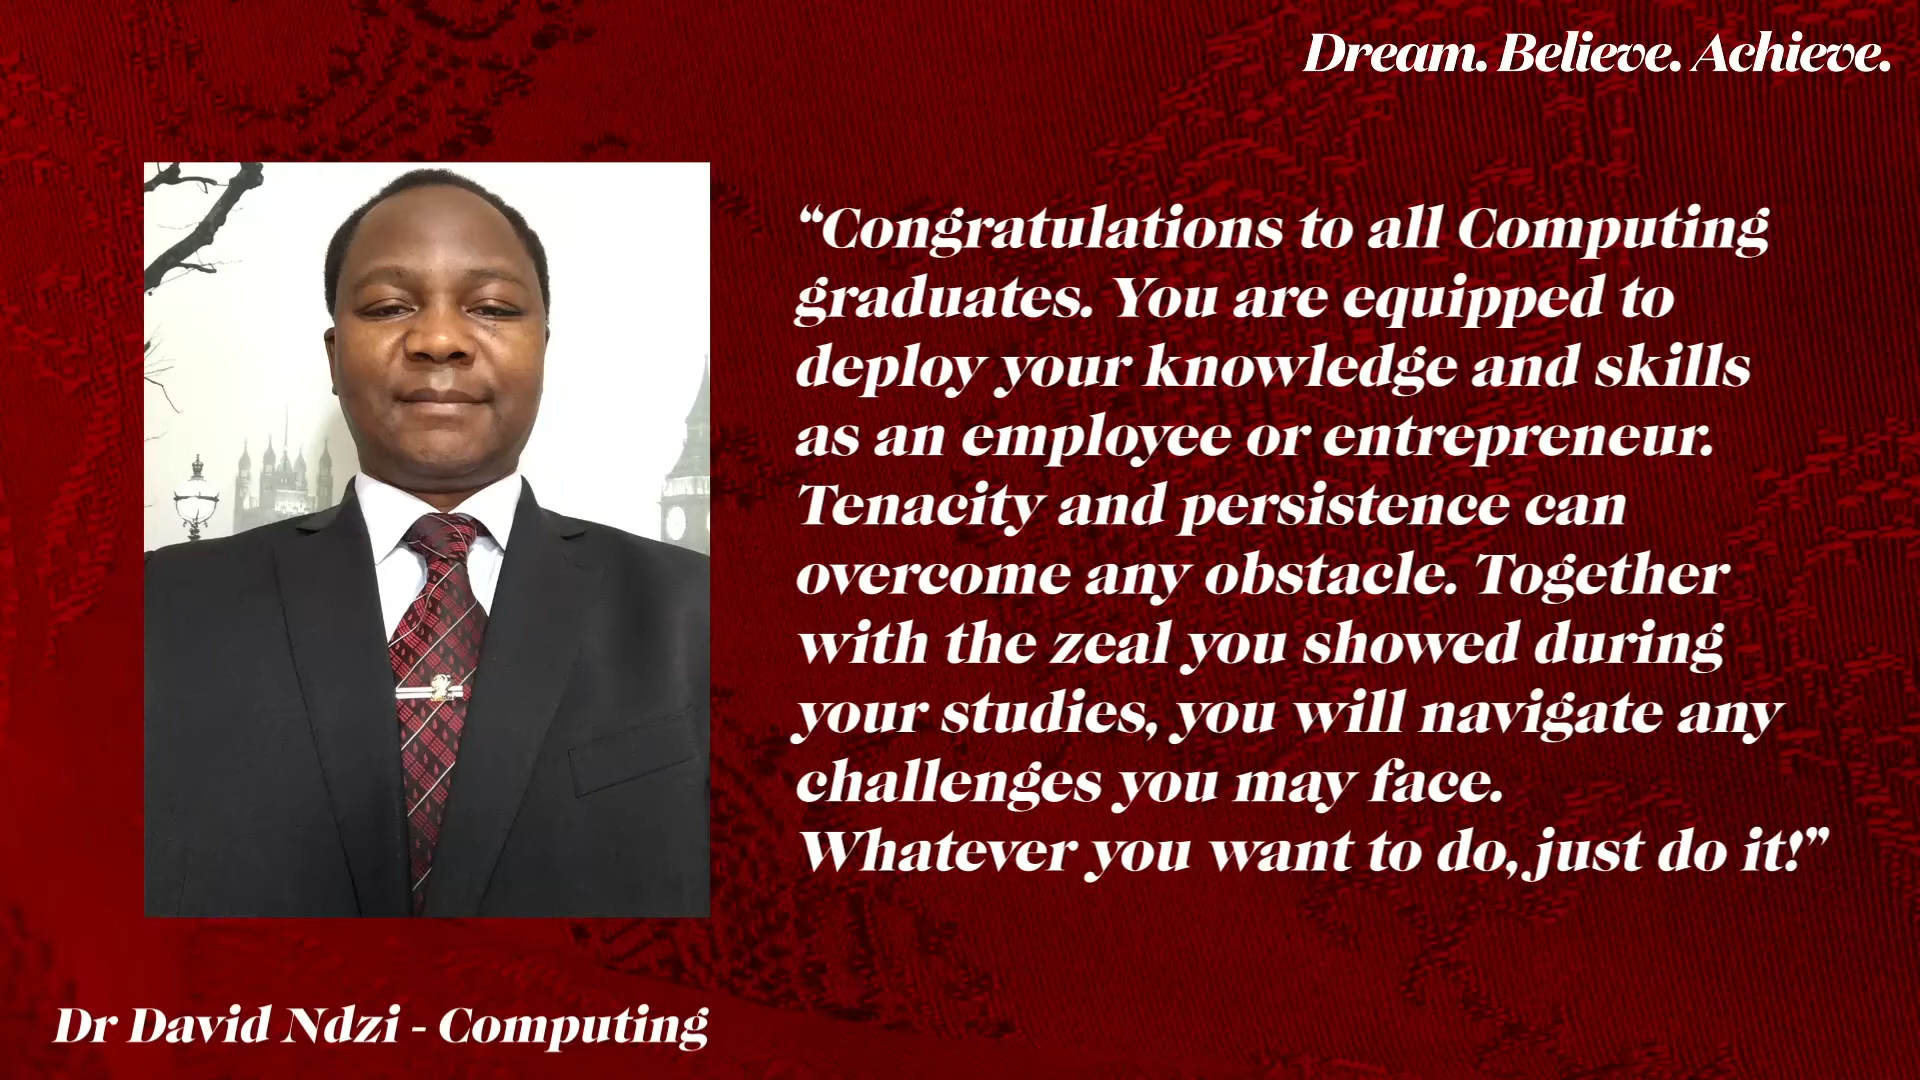 Dream. Believe. Achieve.
“Congratulations to all Computing
graduates. You are equipped to
deploy your knowledge and skills
as an employee or entrepreneur.
Tenacity and persistence can
overcome any obstacle. Together
with the zeal you showed during
your studies, you will navigate any
challenges you may face.
Whatever you want to do, just do it!”
Dr David Ndzi - Computing